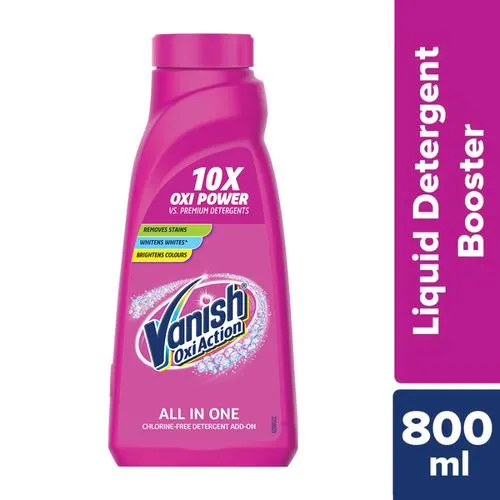 10X
OXI POWER
VS. PREMIUM DETERGENTS
REMOVES STAINS
WHITENS WHITES^
BRIGHTENS COLOURS
Vanish®
OxiAction
ALL IN ONE
CHLORINE-FREE DETERGENT ADD-ON
Liquid Detergent
Booster
800
ml